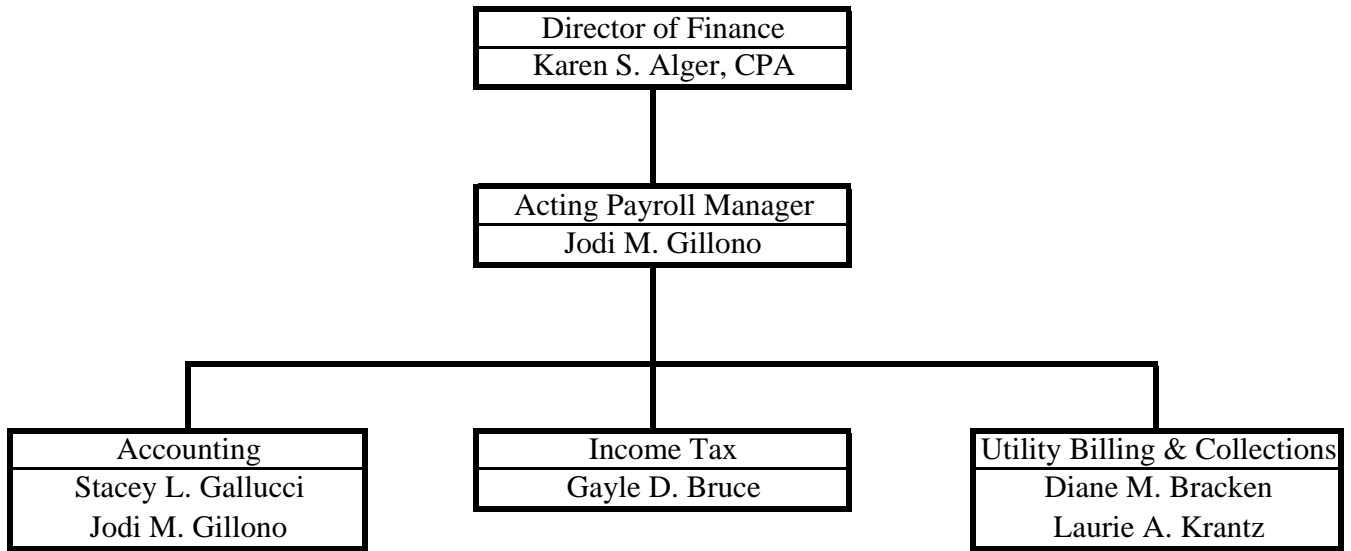 Director of Finance
Karen S. Alger, CPA
Acting Payroll Manager
Jodi M. Gillono
Accounting
Stacey L. Gallucci
Jodi M. Gillono
Income Tax
Gayle D. Bruce
Utility Billing & Collections
Diane M. Bracken
Laurie A. Krantz